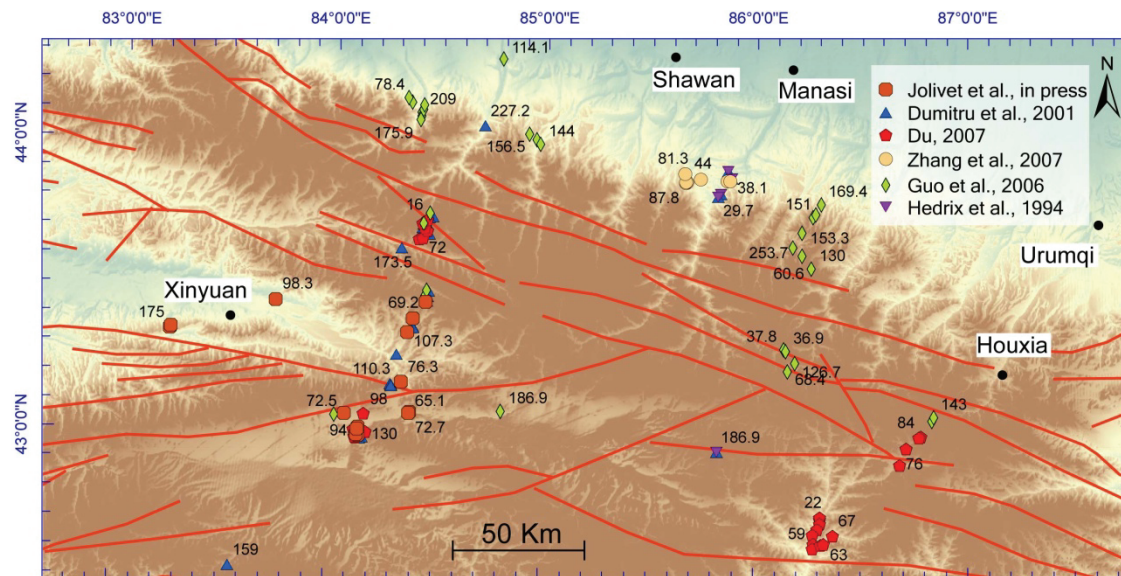 83°0'0"E 84°0'0"E 85°0'0"E 86°0'0"E 87°0'0"E
114.1
Shawan
Manasi
N
Jolivet et al., in press
Dumitru et al., 2001
Du, 2007
Zhang et al., 2007
Guo et al., 2006
Hedrix et al., 1994
78.4
209
227.2
175.9
156.5
144
44°0'0"N
44°0'0"N
81.3
44
87.8
38.1
29.7
151
169.4
153.3
253.7
130
60.6
16
72
173.5
Urumqi
Xinyuan
98.3
175
69.2
107.3
37.8
36.9
126.7
68.4
Houxia
110.3
76.3
72.5
98
65.1
186.9
143
43°0'0"N
43°0'0"N
94
130
72.7
186.9
84
76
22
67
59
63
50 Km
159